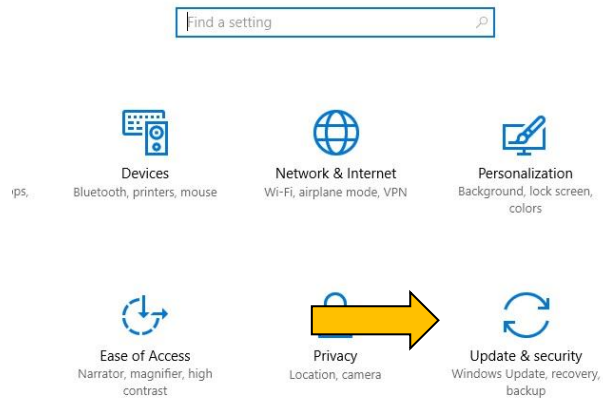 Find a setting
Devices
Bluetooth, printers, mouse
Network & Internet
Wi-Fi, airplane mode, VPN
Personalization
Background, lock screen,
colors
Ease of Access
Narrator, magnifier, high
contrast
Privacy
Location, camera
Update & security
Windows Update, recovery,
backup